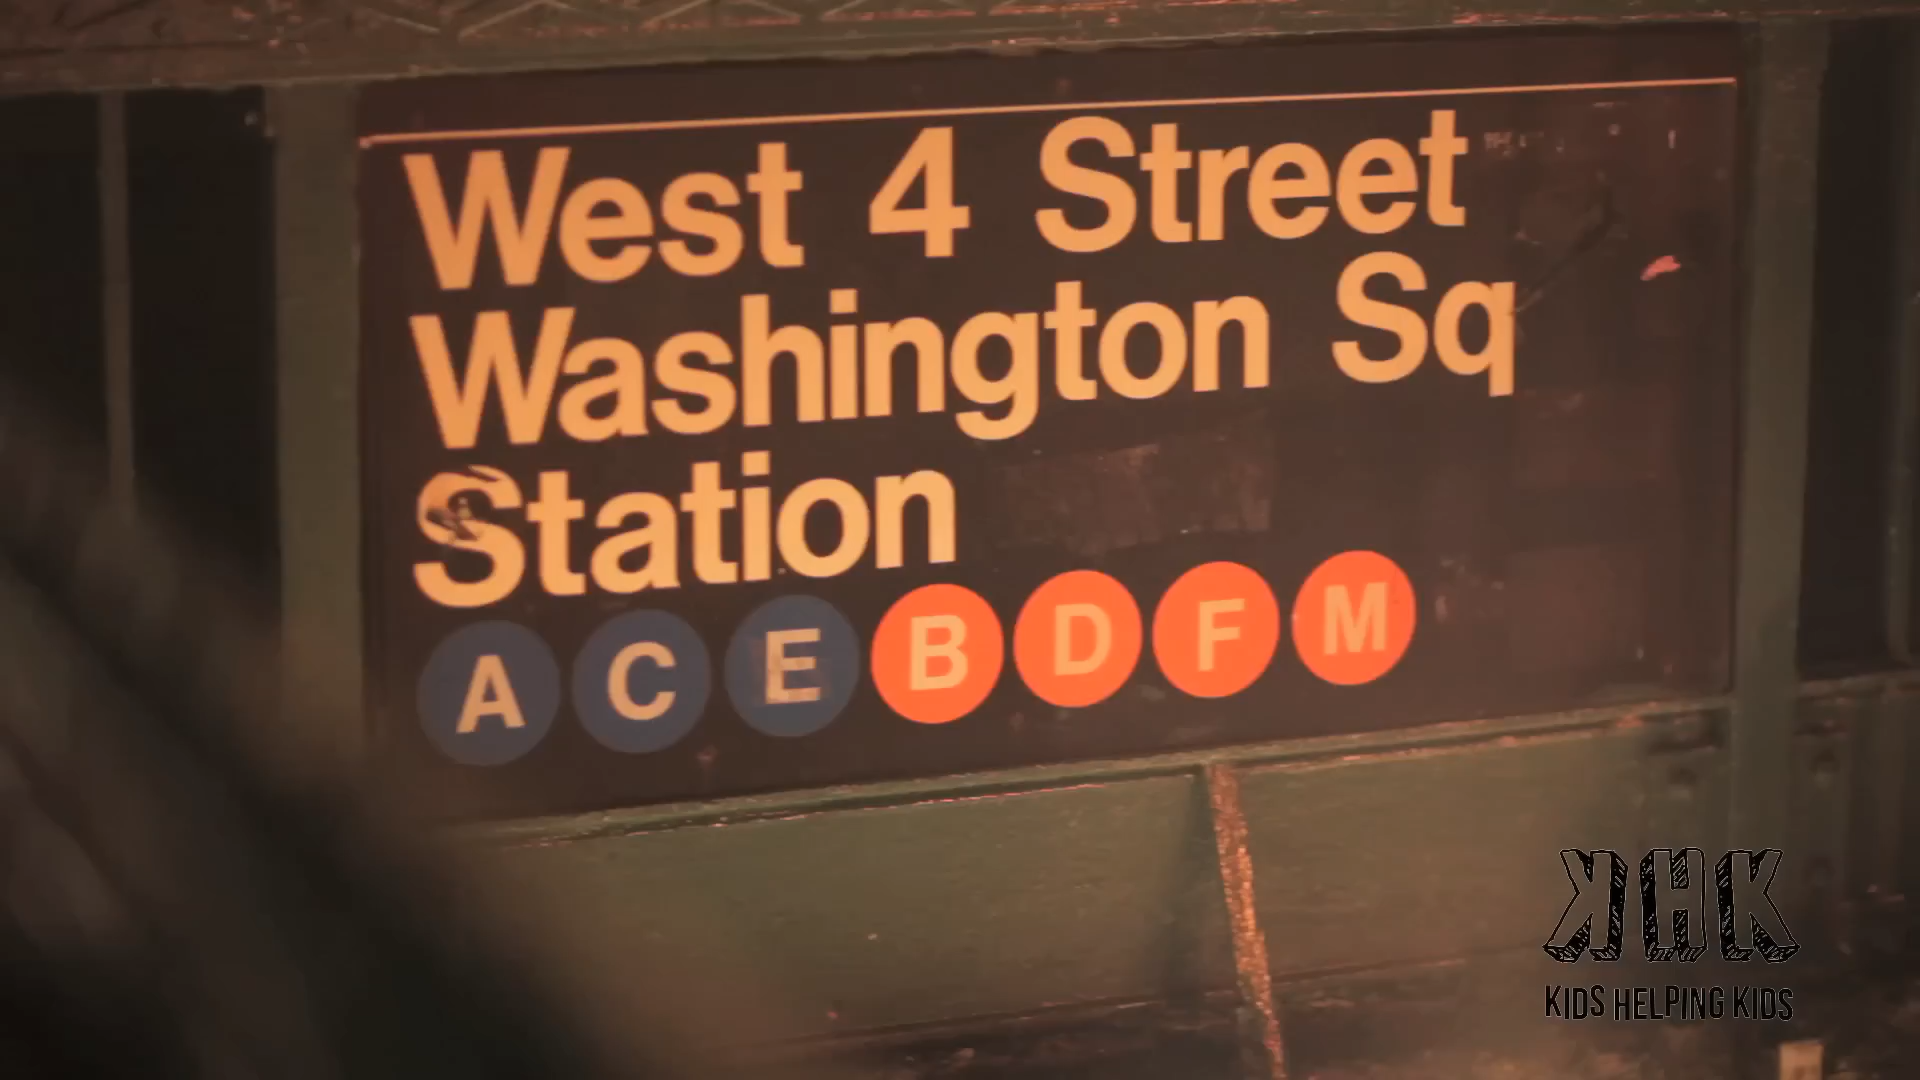 West 4 Street
Washington Sq
Station
A C E B D F M
KHK
KIDS HELPING KIDS